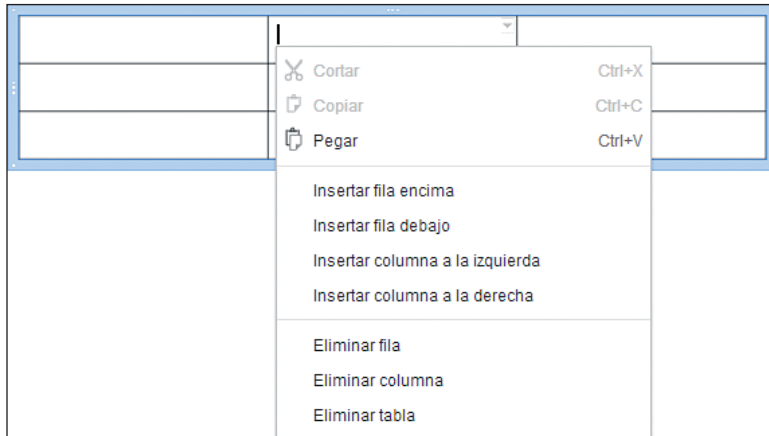 Cortar Ctrl+X
Copiar Ctrl+C
Pegar Ctrl+V
Insertar fila encima
Insertar fila debajo
Insertar columna a la izquierda
Insertar columna a la derecha
Eliminar fila
Eliminar columna
Eliminar tabla